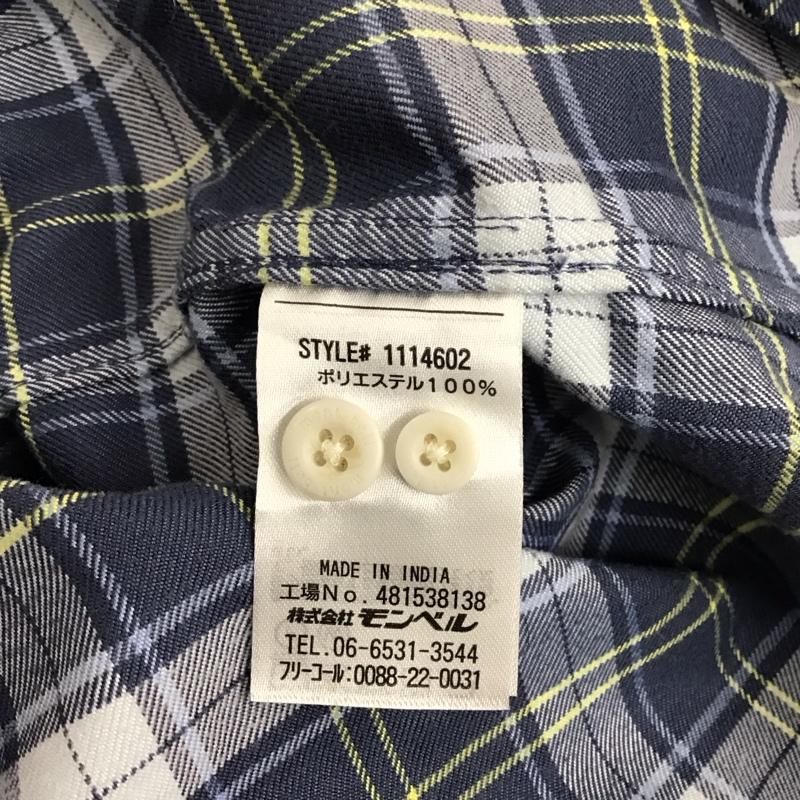 STYLE# 1114602
ポリエステル100%
MADE IN INDIA
工場No. 481538138
株式会社 モンベル
TEL.06-6531-3544
フリーコール:0088-22-0031